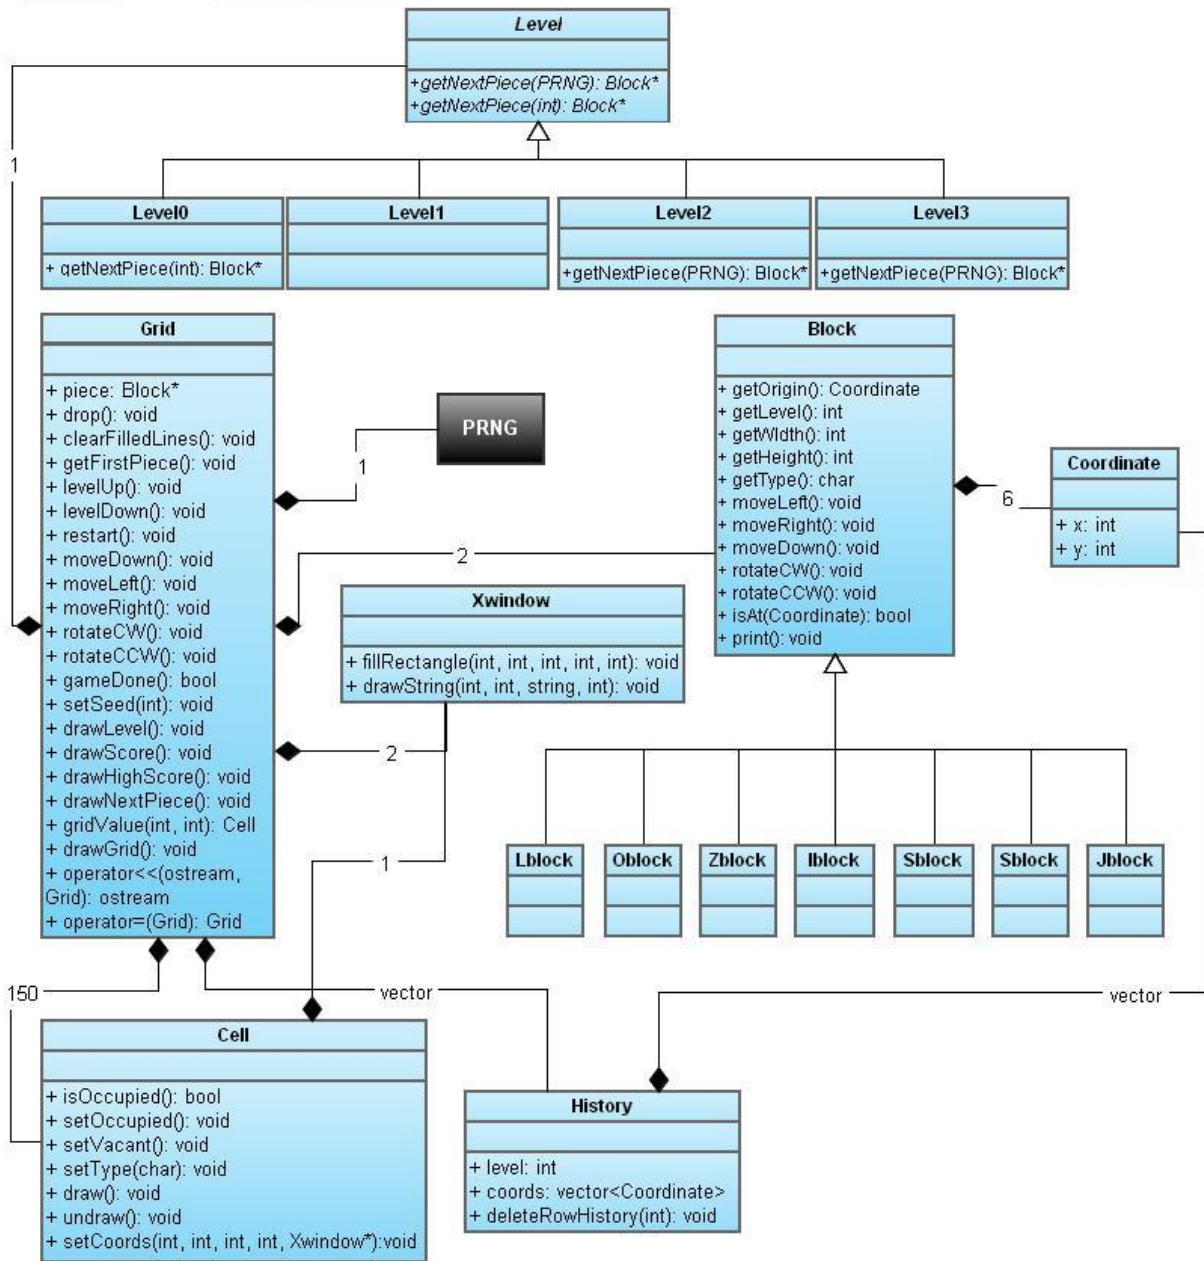 Level
+getNextPiece(PRNG): Block*
+getNextPiece(int): Block*
1
Level0
+ getNextPiece(int): Block*
Level1
Level2
+getNextPiece(PRNG): Block*
Level3
+getNextPiece(PRNG): Block*
Grid
+ piece: Block*
+ drop(): void
+ clearFilledLines(): void
+ getFirstPiece(): void
+ levelUp(): void
+ levelDown(): void
+ restart(): void
+ moveDown(): void
+ moveLeft(): void
+ moveRight(): void
+ rotateCW(): void
+ rotateCCW(): void
+ gameDone(): bool
+ setSeed(int): void
+ drawLevel(): void
+ drawScore(): void
+ drawHighScore(): void
+ drawNextPiece(): void
+ gridValue(int, int): Cell
+ drawGrid(): void
+ operator<<(ostream,
Grid): ostream
+ operator=(Grid): Grid
PRNG
1
2
Xwindow
+ fillRectangle(int, int, int, int, int): void
+ drawString(int, int, string, int): void
2
1
Block
+ getOrigin(): Coordinate
+ getLevel(): int
+ getWIdth(): int
+ getHeight(): int
+ getType(): char
+ moveLeft(): void
+ moveRight(): void
+ moveDown(): void
+ rotateCW(): void
+ rotateCCW(): void
+ isAt(Coordinate): bool
+ print(): void
6
Coordinate
+ x: int
+ y: int
Lblock
Oblock
Zblock
Iblock
Sblock
Sblock
Jblock
150
vector
vector
Cell
+ isOccupied(): bool
+ setOccupied(): void
+ setVacant(): void
+ setType(char): void
+ draw(): void
+ undraw(): void
+ setCoords(int, int, int, int, Xwindow*):void
History
+ level: int
+ coords: vector<Coordinate>
+ deleteRowHistory(int): void